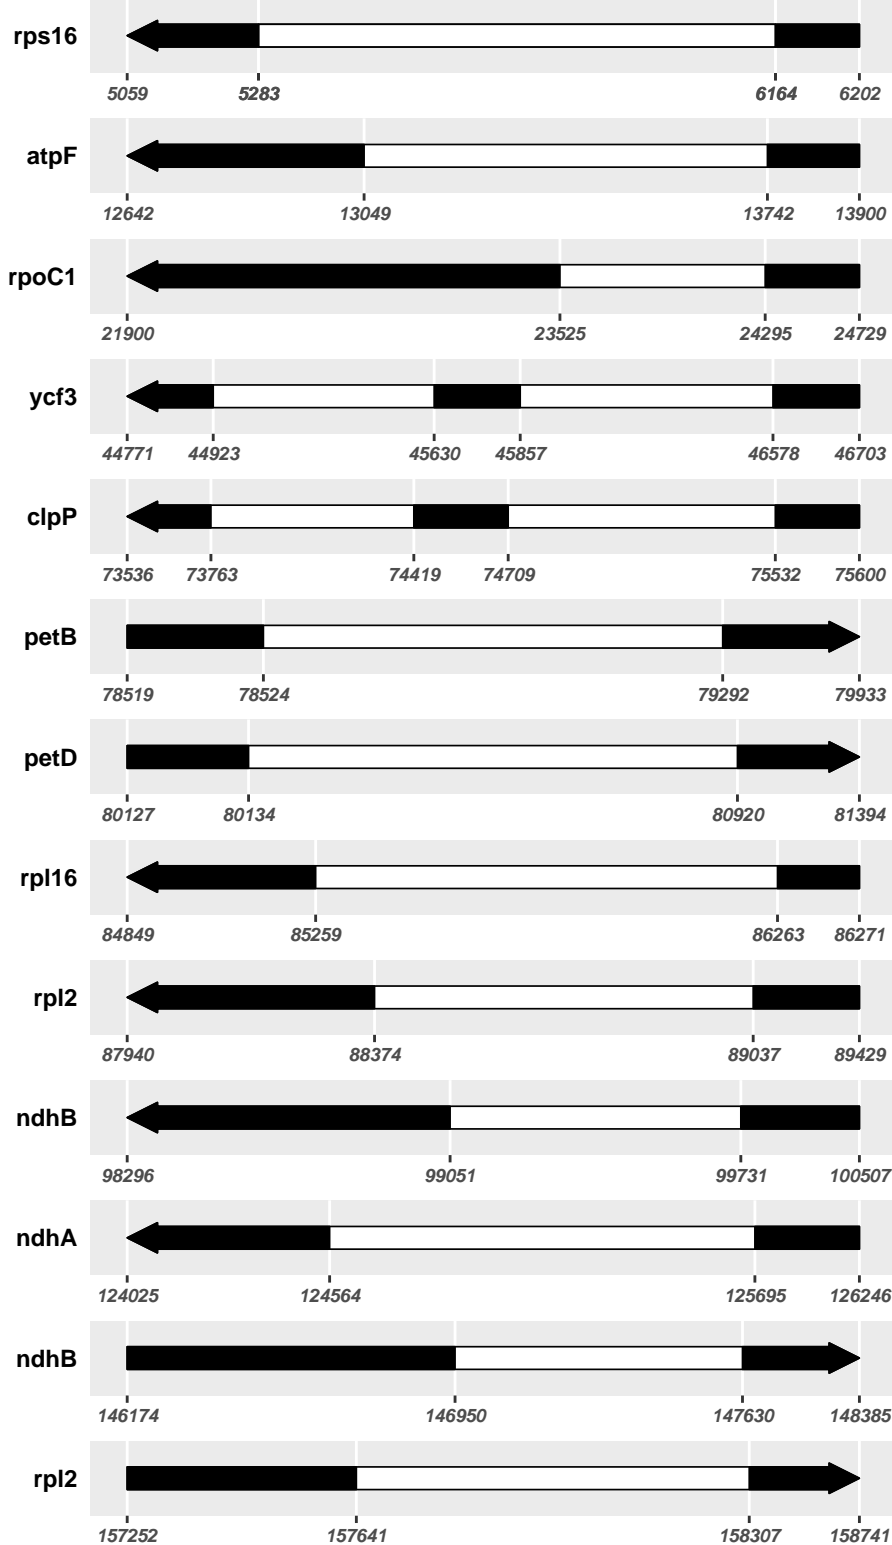 rps16
5059 5283 6164 6202
atpF
12642 13049 13742 13900
rpoC1
21900 23525 24295 24729
ycf3
44771 44923 45630 45857 46578 46703
clpP
73536 73763 74419 74709 75532 75600
petB
78519 78524 79292 79933
petD
80127 80134 80920 81394
rpl16
84849 85259 86263 86271
rpl2
87940 88374 89037 89429
ndhB
98296 99051 99731 100507
ndhA
124025 124564 125695 126246
ndhB
146174 146950 147630 148385
rpl2
157252 157641 158307 158741